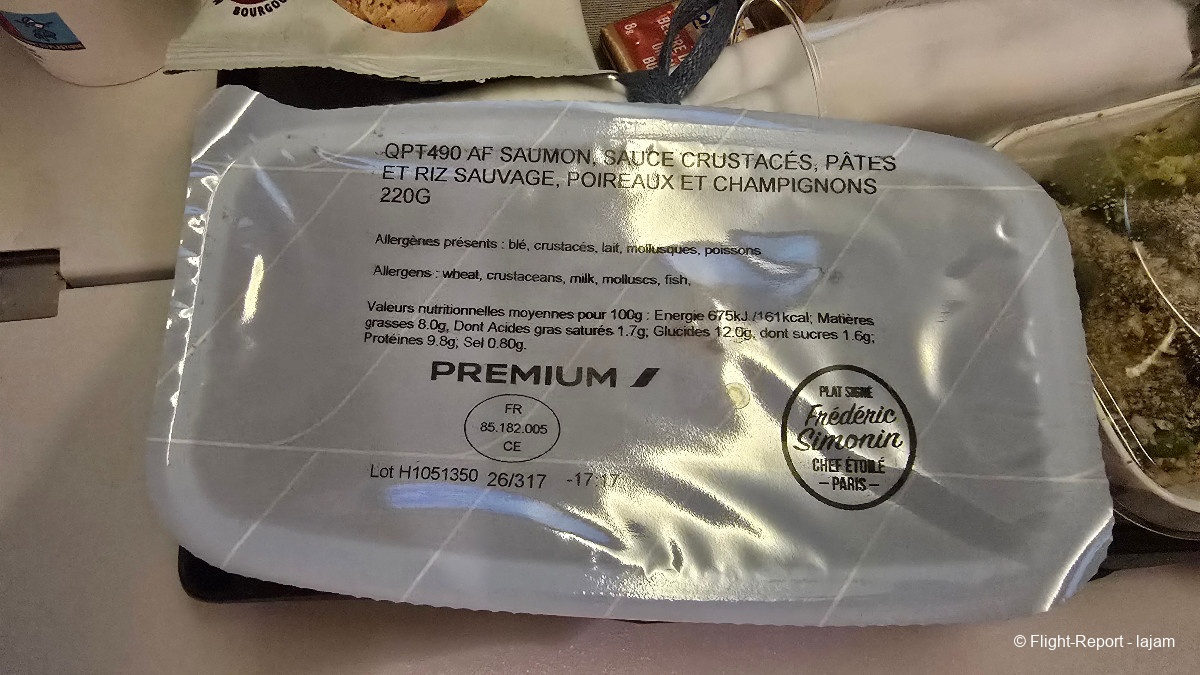 BOURGO
8g
BEURRE
QPT490 AF SAUMON, SAUCE CRUSTACÉS, PÂTES
ET RIZ SAUVAGE, POIREAUX ET CHAMPIGNONS
220G
Allergènes présents : blé, crustacés, lait, mollusques, poissons
Allergens : wheat, crustaceans, milk, molluscs, fish,
Valeurs nutritionnelles moyennes pour 100g : Energie 675kJ /161kcal; Matières
grasses 8.0g, Dont Acides gras saturés 1.7g; Glucides 12.0g, dont sucres 1.6g;
Protéines 9.8g; Sel 0.80g.
PREMIUM
FR
85.182.005
CE
PLAT SIGNÉ
Frédéric
Simonin
CHEF ÉTOILÉ
– PARIS –
Lot H1051350 26/317 -17:17
© Flight-Report - lajam